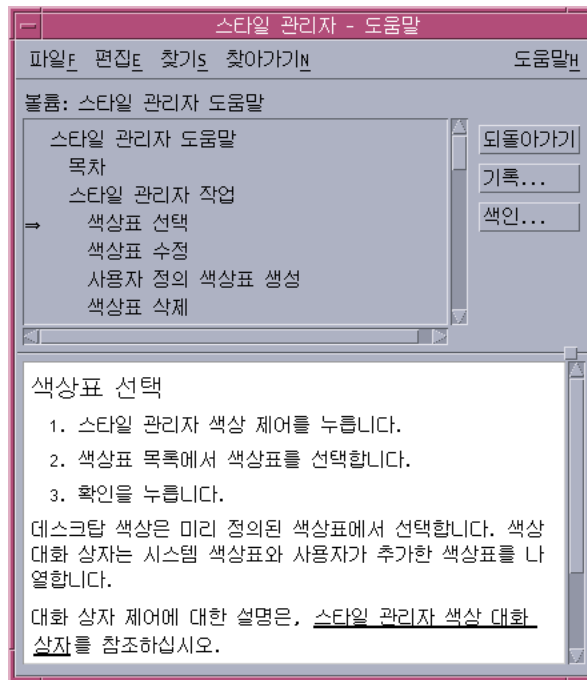 스타일 관리자 - 도움말
파일F 편집E 찾기S 찾아가기N 도움말H
볼륨: 스타일 관리자 도움말
스타일 관리자 도움말
목차
스타일 관리자 작업
⇒ 색상표 선택
색상표 수정
사용자 정의 색상표 생성
색상표 삭제
되돌아가기
기록...
색인...
색상표 선택
1. 스타일 관리자 색상 제어를 누릅니다.
2. 색상표 목록에서 색상표를 선택합니다.
3. 확인을 누릅니다.
데스크탑 색상은 미리 정의된 색상표에서 선택합니다. 색상
대화 상자는 시스템 색상표와 사용자가 추가한 색상표를 나
열합니다.
대화 상자 제어에 대한 설명은, 스타일 관리자 색상 대화
상자를 참조하십시오.